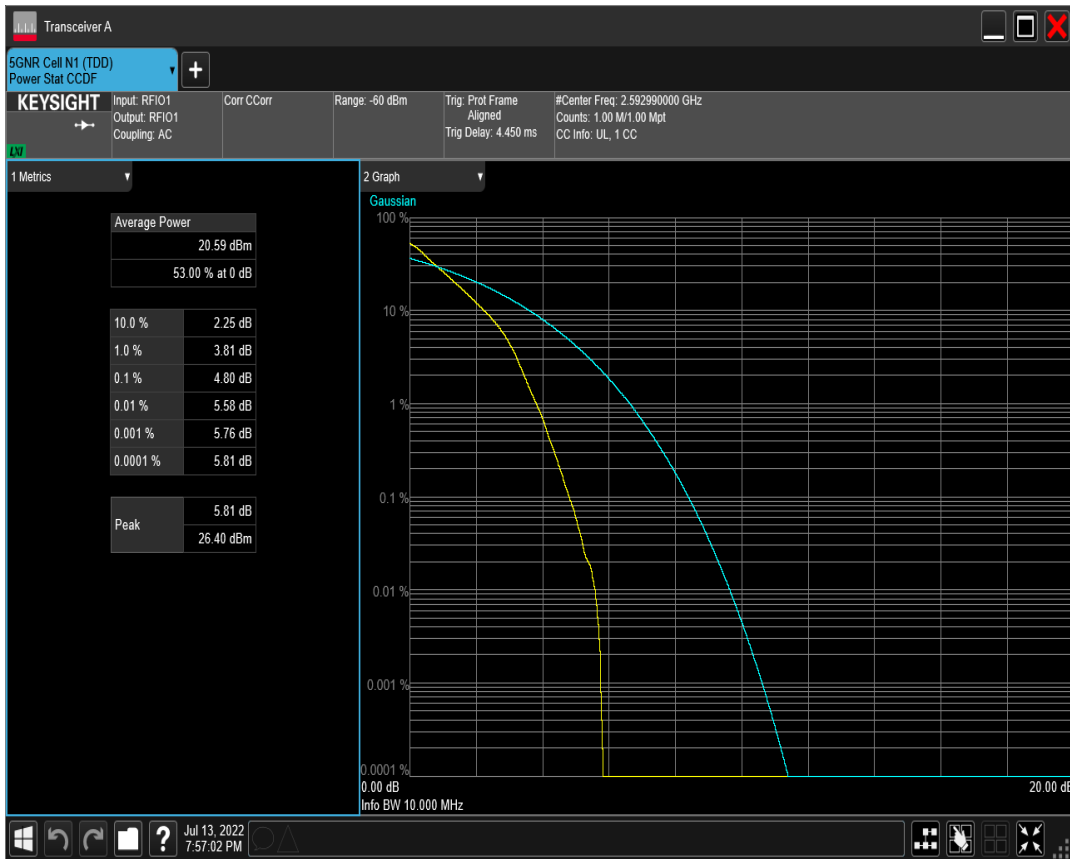 Transceiver A
5GNR Cell N1 (TDD)
Power Stat CCDF
+
KEYSIGHT
LXI
Input: RFIO1
Output: RFIO1
Coupling: AC
Corr CCorr
Range: -60 dBm
Trig: Prot Frame
Aligned
Trig Delay: 4.450 ms
#Center Freq: 2.592990000 GHz
Counts: 1.00 M/1.00 Mpt
CC Info: UL, 1 CC
1 Metrics
Average Power
20.59 dBm
53.00 % at 0 dB
10.0 % 2.25 dB
1.0 % 3.81 dB
0.1 % 4.80 dB
0.01 % 5.58 dB
0.001 % 5.76 dB
0.0001 % 5.81 dB
Peak
5.81 dB
26.40 dBm
2 Graph
Gaussian
100 %
10 %
1 %
0.1 %
0.01 %
0.001 %
0.0001 %
0.00 dB 20.00 dB
Info BW 10.000 MHz
?
Jul 13, 2022
7:57:02 PM